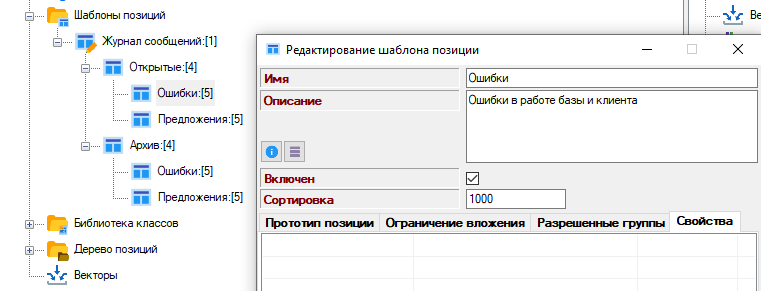 Шаблоны позиций
Журнал сообщений:[1]
Открытые:[4]
Ошибки:[5]
Предложения:[5]
Архив:[4]
Ошибки:[5]
Предложения:[5]
Библиотека классов
Дерево позиций
Векторы
Ве
Редактирование шаблона позиции
Имя
Ошибки
Описание
Ошибки в работе базы и клиента
Включен
Сортировка
1000
Прототип позиции
Ограничение вложения
Разрешенные группы
Свойства